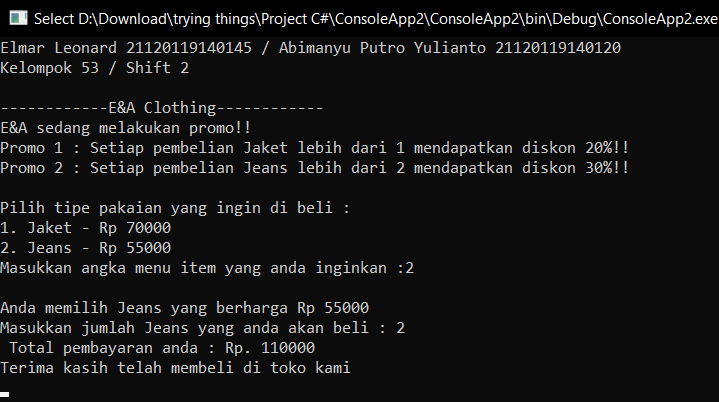 Select D:\Download\trying things\Project C#\ConsoleApp2\ConsoleApp2\bin\Debug\ConsoleApp2.exe
Elmar Leonard 21120119140145 / Abimanyu Putro Yulianto 21120119140120
Kelompok 53 / Shift 2
------------E&A Clothing------------
E&A sedang melakukan promo!!
Promo 1 : Setiap pembelian Jaket lebih dari 1 mendapatkan diskon 20%!!
Promo 2 : Setiap pembelian Jeans lebih dari 2 mendapatkan diskon 30%!!
Pilih tipe pakaian yang ingin di beli :
1. Jaket - Rp 70000
2. Jeans - Rp 55000
Masukkan angka menu item yang anda inginkan :2
Anda memilih Jeans yang berharga Rp 55000
Masukkan jumlah Jeans yang anda akan beli : 2
Total pembayaran anda : Rp. 110000
Terima kasih telah membeli di toko kami